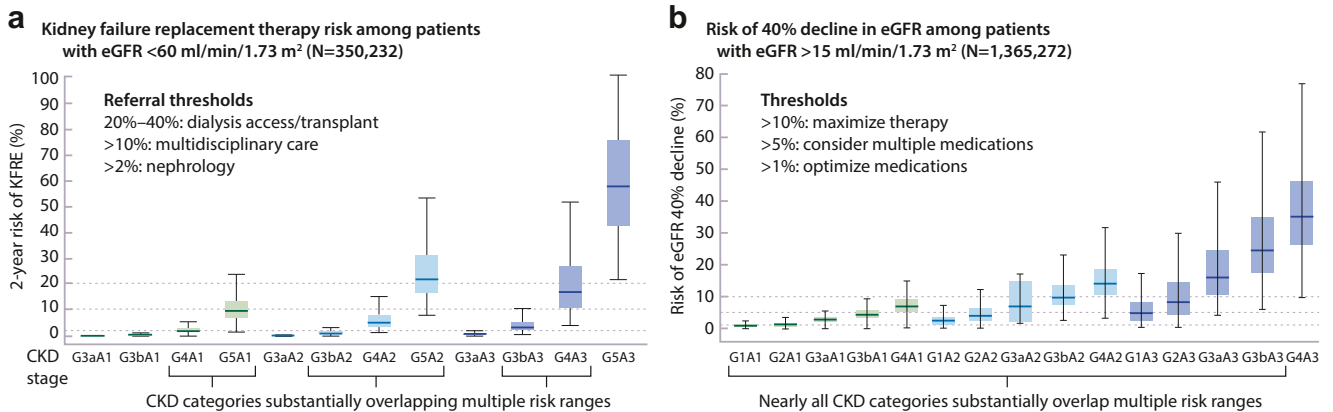 a
Kidney failure replacement therapy risk among patients
with eGFR <60 ml/min/1.73 m² (N=350,232)
2-year risk of KFRE (%)
100
90
80
70
60
50
40
30
20
10
0
Referral thresholds
20%–40%: dialysis access/transplant
>10%: multidisciplinary care
>2%: nephrology
CKD stage
G3aA1 G3bA1 G4A1 G5A1 G3aA2 G3bA2 G4A2 G5A2 G3aA3 G3bA3 G4A3 G5A3
CKD categories substantially overlapping multiple risk ranges
b
Risk of 40% decline in eGFR among patients
with eGFR >15 ml/min/1.73 m² (N=1,365,272)
Risk of eGFR 40% decline (%)
80
70
60
50
40
30
20
10
0
Thresholds
>10%: maximize therapy
>5%: consider multiple medications
>1%: optimize medications
G1A1 G2A1 G3aA1 G3bA1 G4A1 G1A2 G2A2 G3aA2 G3bA2 G4A2 G1A3 G2A3 G3aA3 G3bA3 G4A3
Nearly all CKD categories substantially overlap multiple risk ranges